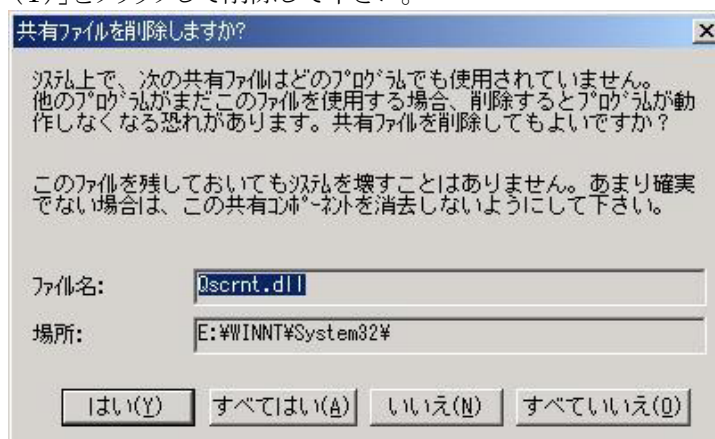 (Y)」をクリックして削除して下さい。
共有ﾌｧｲﾙを削除しますか?
ｼｽﾃﾑ上で、次の共有ﾌｧｲﾙはどのﾌﾟﾛｸﾞﾗﾑでも使用されていません。
他のﾌﾟﾛｸﾞﾗﾑがまだこのﾌｧｲﾙを使用する場合、削除するとﾌﾟﾛｸﾞﾗﾑが動
作しなくなる恐れがあります。共有ﾌｧｲﾙを削除してもよいですか？
このﾌｧｲﾙを残しておいてもｼｽﾃﾑを壊すことはありません。あまり確実
でない場合は、この共有ｺﾝﾎﾟｰﾈﾝﾄを消去しないようにして下さい。
ﾌｧｲﾙ名:
Qscrnt.dll
場所:
E:¥WINNT¥System32¥
はい(Y) すべてはい(A) いいえ(N) すべていいえ(O)